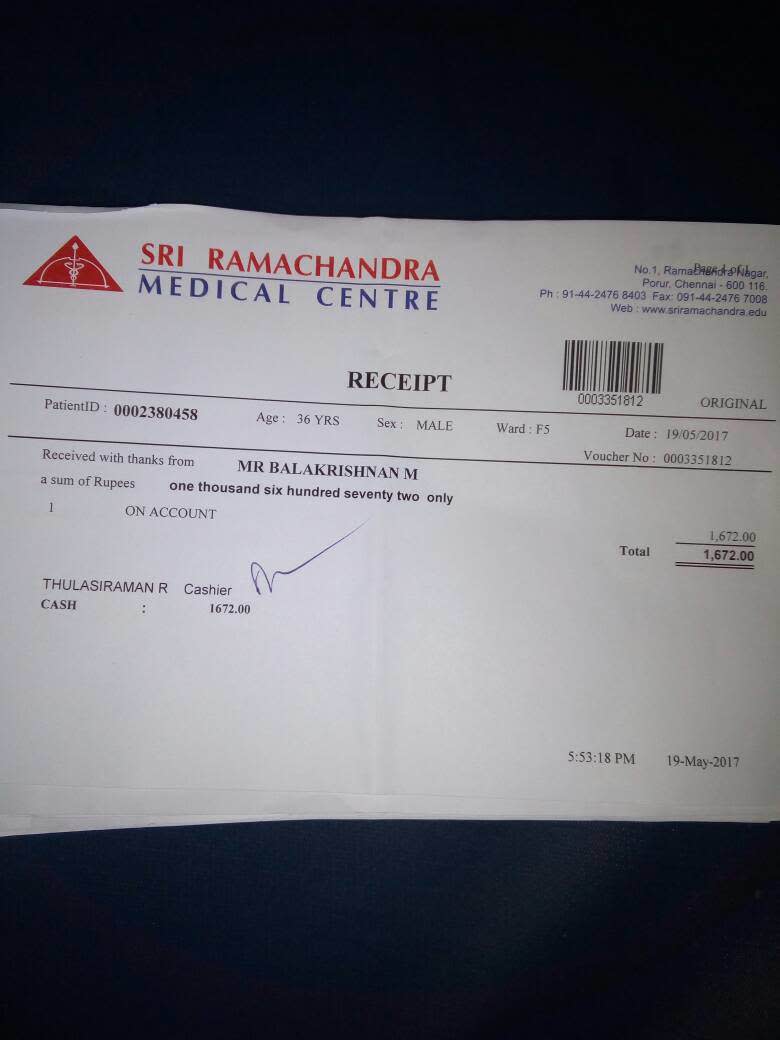 SRI RAMACHANDRA
MEDICAL CENTRE
Page 1 of 1
No.1, Ramachandra Nagar,
Porur, Chennai - 600 116.
Ph : 91-44-2476 8403 Fax: 091-44-2476 7008
Web : www.sriramachandra.edu
RECEIPT
0003351812
ORIGINAL
PatientID : 0002380458 Age : 36 YRS Sex : MALE Ward : F5 Date : 19/05/2017
Voucher No : 0003351812
Received with thanks from MR BALAKRISHNAN M
a sum of Rupees one thousand six hundred seventy two only
1 ON ACCOUNT 1,672.00
Total 1,672.00
THULASIRAMAN R Cashier
CASH : 1672.00
5:53:18 PM 19-May-2017